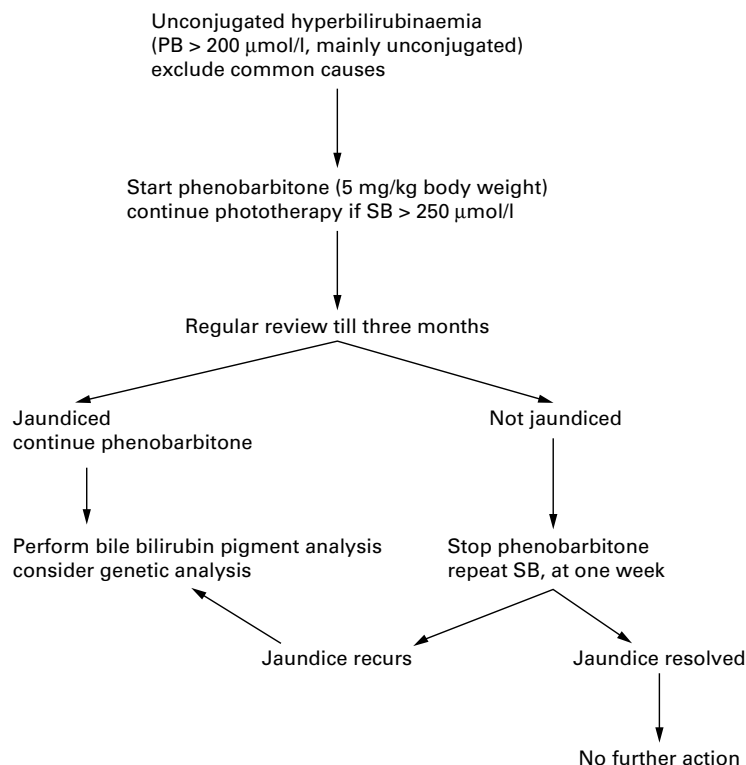 Unconjugated hyperbilirubinaemia
(PB > 200 µmol/l, mainly unconjugated)
exclude common causes
Start phenobarbitone (5 mg/kg body weight)
continue phototherapy if SB > 250 µmol/l
Regular review till three months
Jaundiced
continue phenobarbitone
Not jaundiced
Perform bile bilirubin pigment analysis
consider genetic analysis
Stop phenobarbitone
repeat SB, at one week
Jaundice recurs
Jaundice resolved
No further action